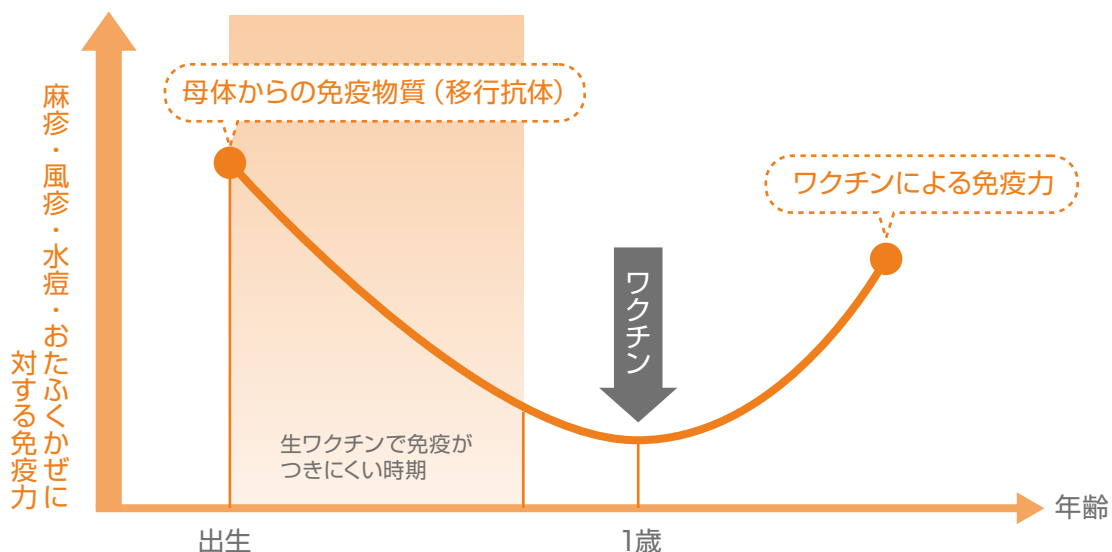 麻疹・風疹・水痘・おたふくかぜに
対する免疫力
母体からの免疫物質（移行抗体）
ワクチンによる免疫力
ワクチン
生ワクチンで免疫が
つきにくい時期
出生
1歳
年齢